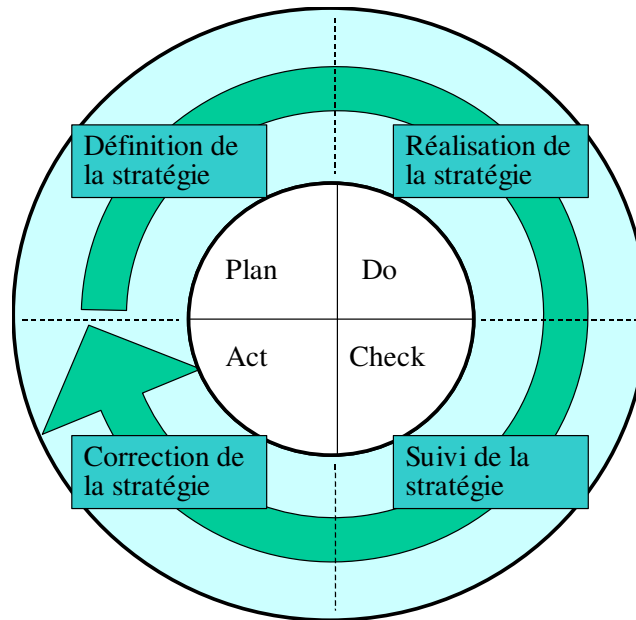 Définition de
la stratégie
Réalisation de
la stratégie
Plan
Do
Act
Check
Correction de
la stratégie
Suivi de la
stratégie